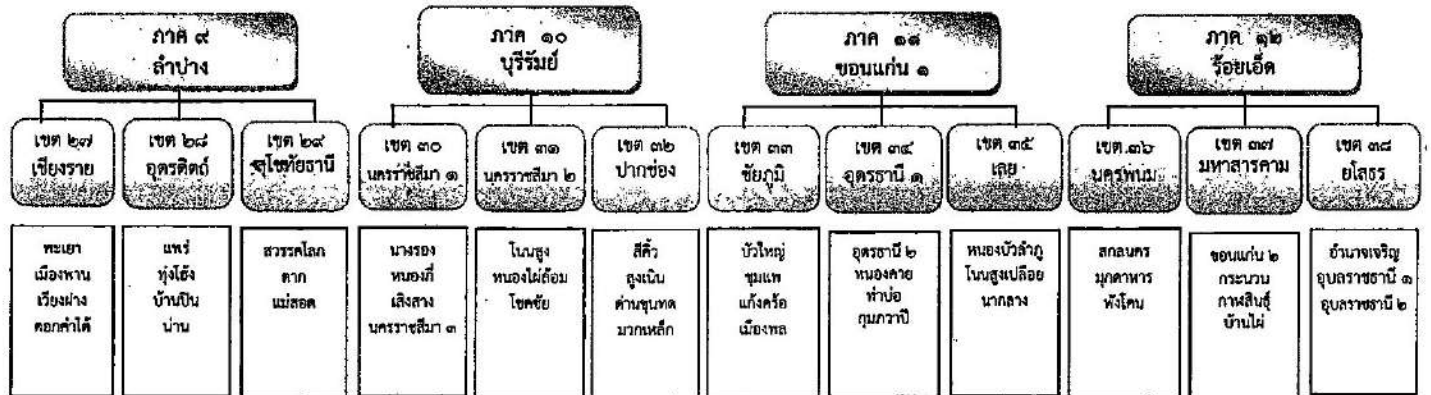 ภาค ๙
ลำปาง
ภาค ๑๐
บุรีรัมย์
ภาค ๑๑
ขอนแก่น ๑
ภาค ๑๒
ร้อยเอ็ด
เขต ๒๗
เชียงราย
เขต ๒๘
อุตรดิตถ์
เขต ๒๙
สุโขทัยธานี
เขต ๓๐
นครราชสีมา ๑
เขต ๓๑
นครราชสีมา ๒
เขต ๓๒
ปากช่อง
เขต ๓๓
ชัยภูมิ
เขต ๓๔
อุดรธานี ๑
เขต ๓๕
เลย
เขต ๓๖
นครพนม
เขต ๓๗
มหาสารคาม
เขต ๓๘
ยโสธร
พะเยา
เมืองพาน
เวียงฝาง
ดอกคำใต้
แพร่
ทุ่งโฮ้ง
บ้านปิน
น่าน
สวรรคโลก
ตาก
แม่สอด
นางรอง
หนองกี่
เสิงสาง
นครราชสีมา ๓
โนนสูง
หนองไผ่ล้อม
โชคชัย
สีคิ้ว
สูงเนิน
ด่านขุนทด
มวกเหล็ก
บัวใหญ่
ชุมแพ
แก้งคร้อ
เมืองพล
อุดรธานี ๒
หนองคาย
ท่าบ่อ
กุมภวาปี
หนองบัวลำภู
โนนสูงเปลือย
นากลาง
สกลนคร
มุกดาหาร
พังโคน
ขอนแก่น ๒
กระนวน
กาฬสินธุ์
บ้านไผ่
อำนาจเจริญ
อุบลราชธานี ๑
อุบลราชธานี ๒